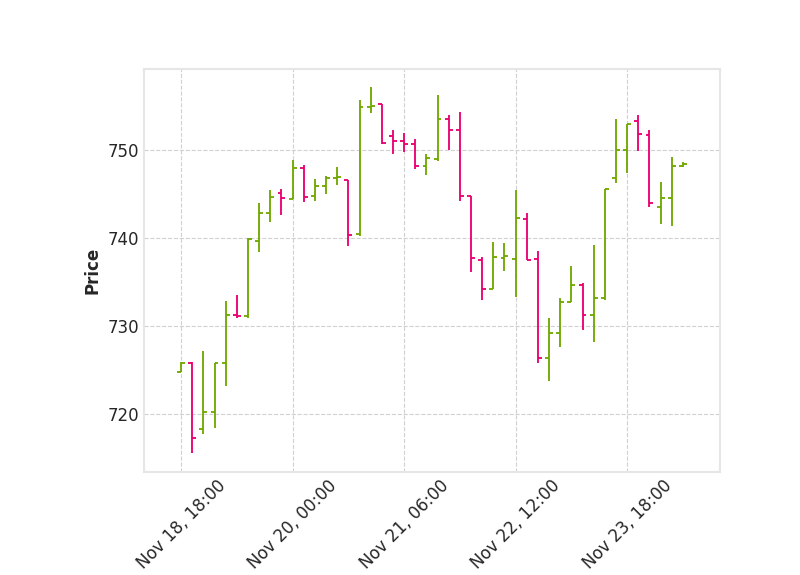 750
740
730
720
Price
Nov 18, 18:00
Nov 20, 00:00
Nov 21, 06:00
Nov 22, 12:00
Nov 23, 18:00